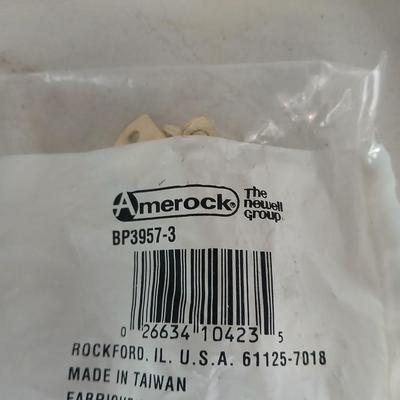 Amerock® The newell group
BP3957-3
0 26634 10423 5
ROCKFORD, IL. U.S.A. 61125-7018
MADE IN TAIWAN